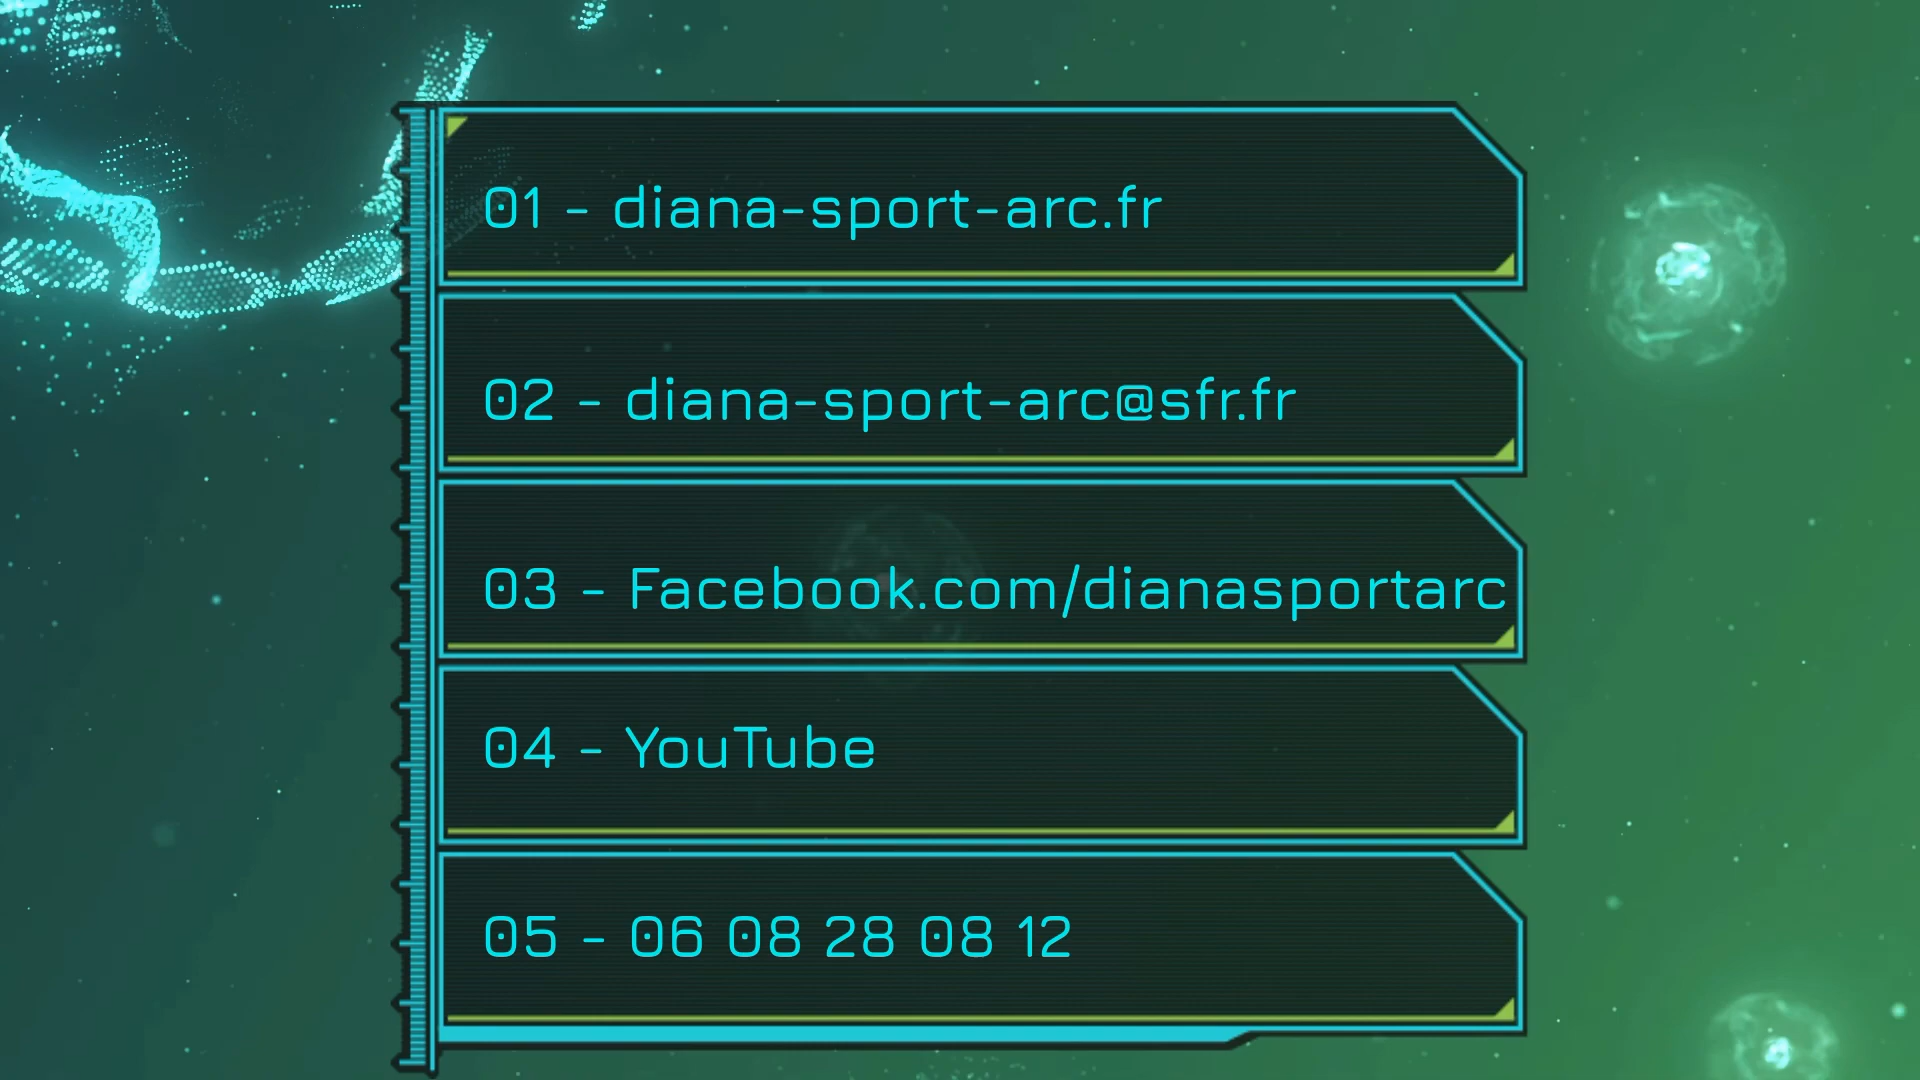 01 - diana-sport-arc.fr
02 - diana-sport-arc@sfr.fr
03 - Facebook.com/dianasportarc
04 - YouTube
05 - 06 08 28 08 12